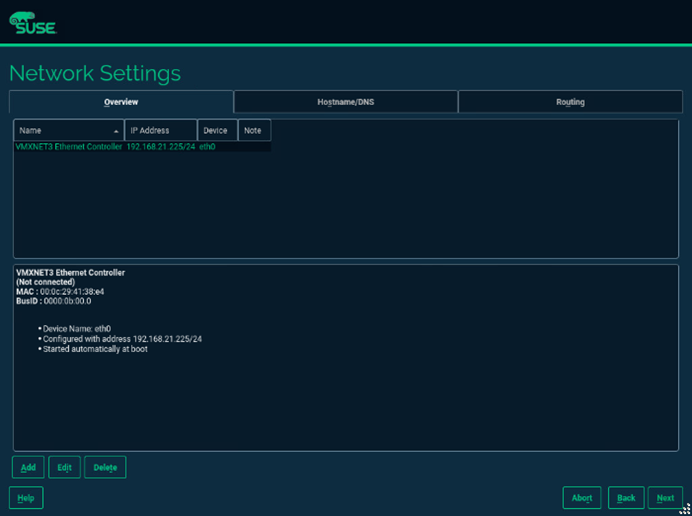 SUSE
Network Settings
Overview Hostname/DNS Routing
Name IP Address Device Note
VMXNET3 Ethernet Controller 192.168.21.225/24 eth0
VMXNET3 Ethernet Controller
(Not connected)
MAC : 00:0c:29:41:38:e4
BusID : 0000:0b:00.0
• Device Name: eth0
• Configured with address 192.168.21.225/24
• Started automatically at boot
Add Edit Delete
Help Abort Back Next